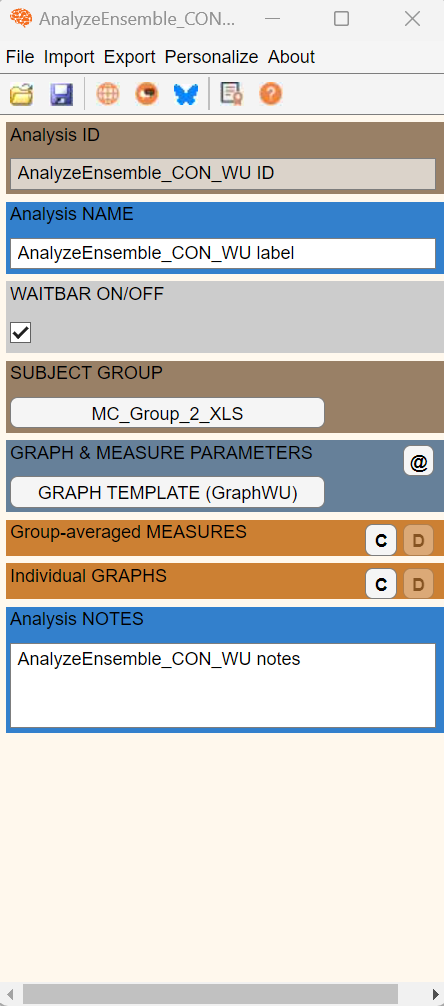 AnalyzeEnsemble_CON...
File Import Export Personalize About
Analysis ID
AnalyzeEnsemble_CON_WU ID
Analysis NAME
AnalyzeEnsemble_CON_WU label
WAITBAR ON/OFF
SUBJECT GROUP
MC_Group_2_XLS
GRAPH & MEASURE PARAMETERS
@
GRAPH TEMPLATE (GraphWU)
Group-averaged MEASURES
C D
Individual GRAPHS
C D
Analysis NOTES
AnalyzeEnsemble_CON_WU notes